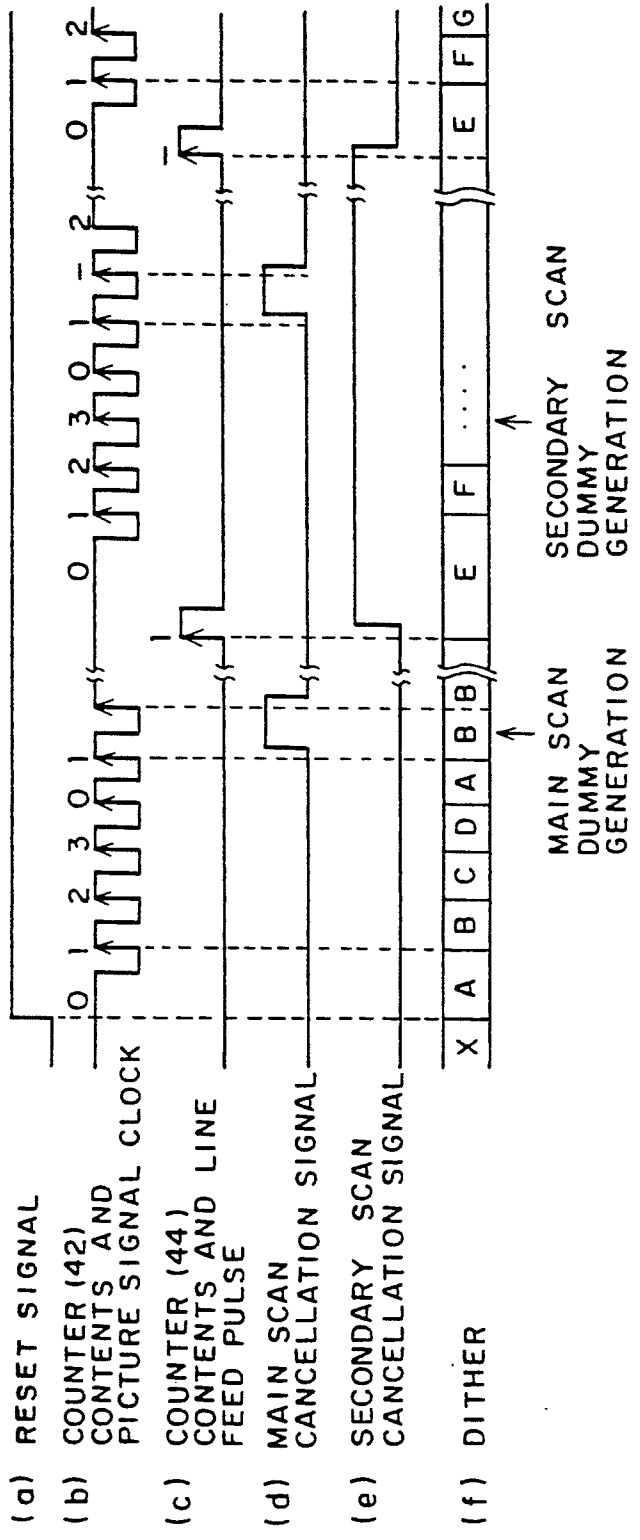 (a) RESET SIGNAL
(b) COUNTER (42) 0 1 2 3 0 1 0 1 2 3 0 1 1 2 0 1 2
CONTENTS AND
PICTURE SIGNAL CLOCK
(c) COUNTER (44) 1 1
CONTENTS AND LINE
FEED PULSE
(d) MAIN SCAN
CANCELLATION SIGNAL
(e) SECONDARY SCAN
CANCELLATION SIGNAL
(f) DITHER X A B C D A B B E F ..... E F G
MAIN SCAN
DUMMY
GENERATION
SECONDARY SCAN
DUMMY
GENERATION